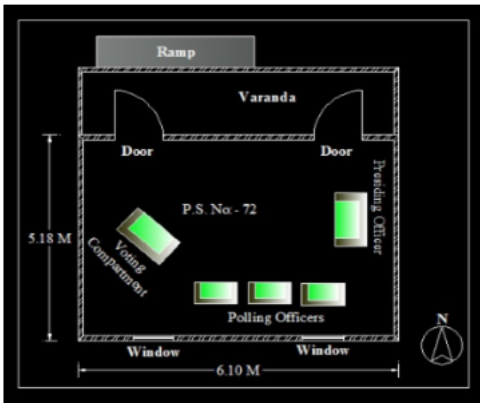 Ramp
Varanda
Door
Door
P.S. No:- 72
Presiding Officer
5.18 M
Voting
Compartment
Polling Officers
N
Window
Window
6.10 M